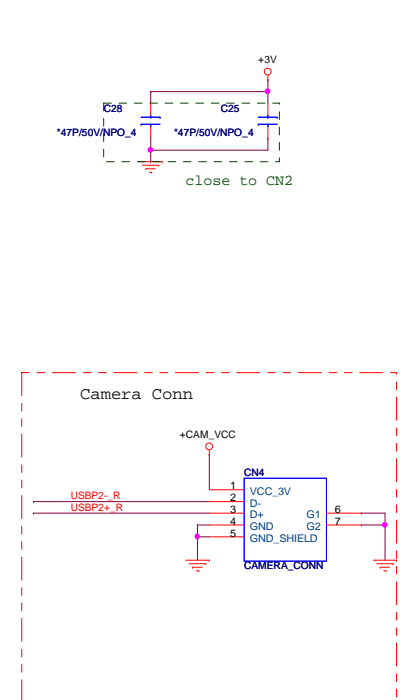 +3V
C28
C25
*47P/50V/NPO_4
*47P/50V/NPO_4
close to CN2
Camera Conn
+CAM_VCC
CN4
1
VCC_3V
USBP2-_R
2
D-
USBP2+_R
3
D+
G1
6
4
GND
G2
7
5
GND_SHIELD
CAMERA_CONN